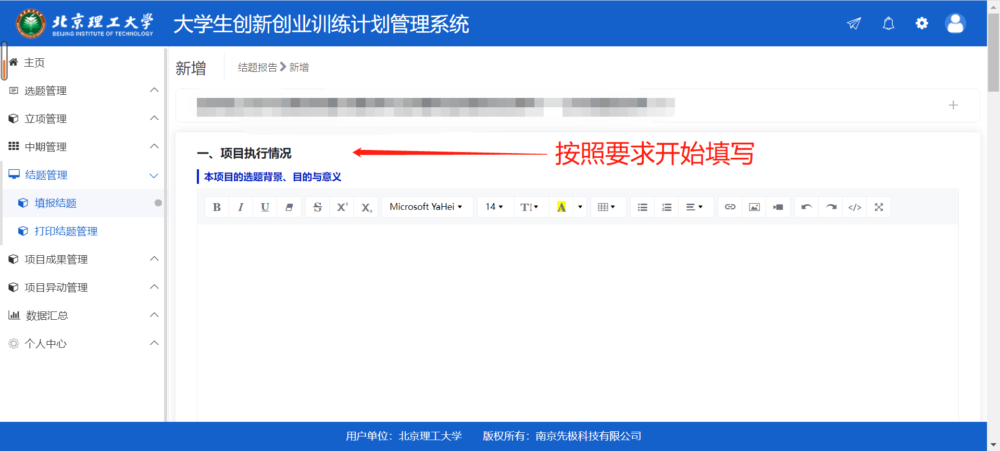 北京理工大学
BEIJING INSTITUTE OF TECHNOLOGY
大学生创新创业训练计划管理系统
主页
选题管理
立项管理
中期管理
结题管理
填报结题
打印结题管理
项目成果管理
项目异动管理
数据汇总
个人中心
新增
结题报告 新增
一、项目执行情况
按照要求开始填写
本项目的选题背景、目的与意义
B I U S X² X₂ Microsoft YaHei 14 T A </>
用户单位：北京理工大学 版权所有：南京先极科技有限公司